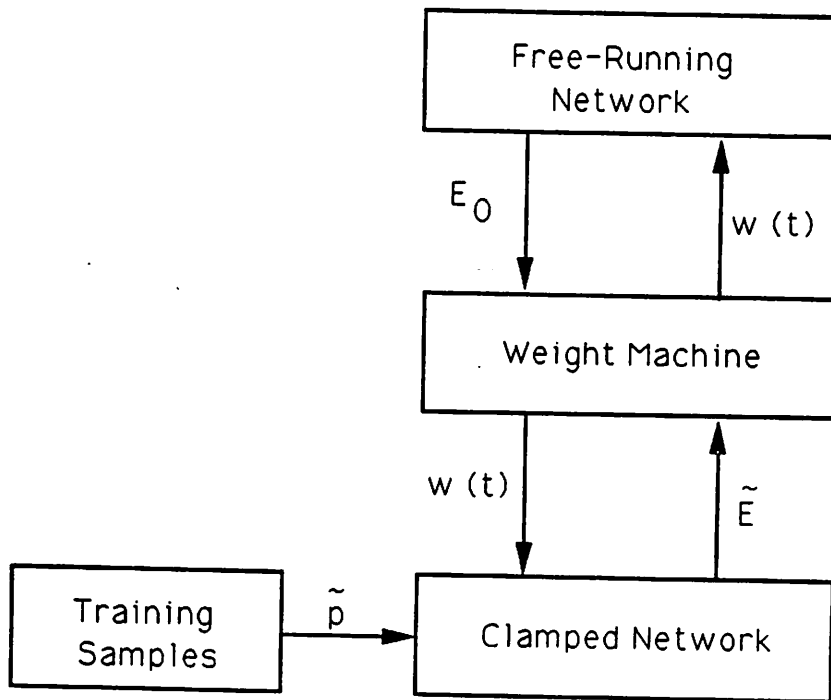 Free-Running
Network
E₀
w (t)
Weight Machine
w (t)
Ẽ
Training
Samples
p̃
Clamped Network